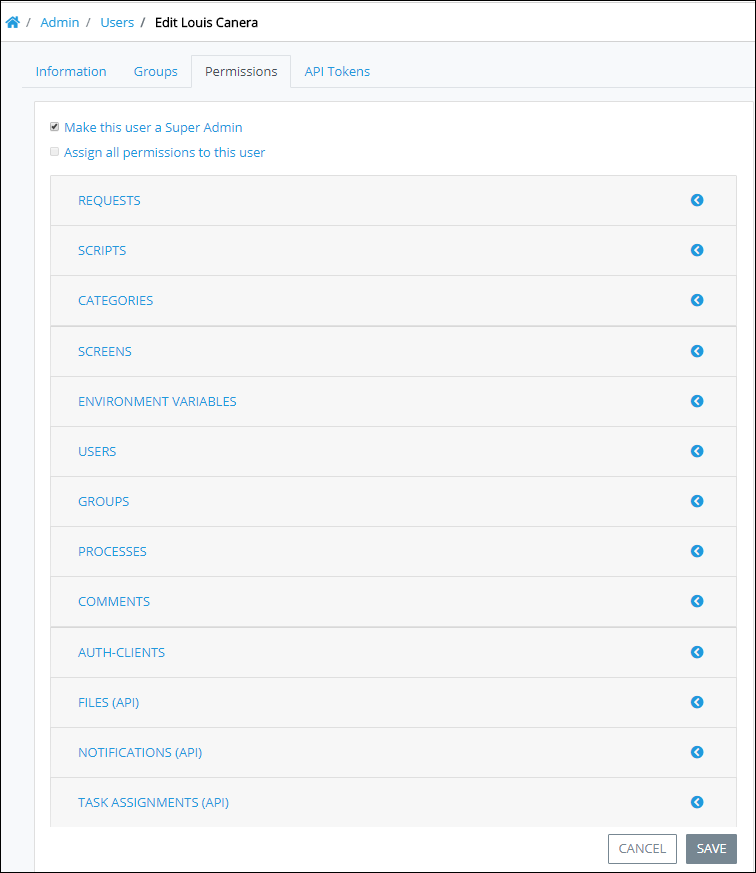 / Admin / Users / Edit Louis Canera
Information Groups Permissions API Tokens
Make this user a Super Admin
Assign all permissions to this user
REQUESTS
SCRIPTS
CATEGORIES
SCREENS
ENVIRONMENT VARIABLES
USERS
GROUPS
PROCESSES
COMMENTS
AUTH-CLIENTS
FILES (API)
NOTIFICATIONS (API)
TASK ASSIGNMENTS (API)
CANCEL SAVE